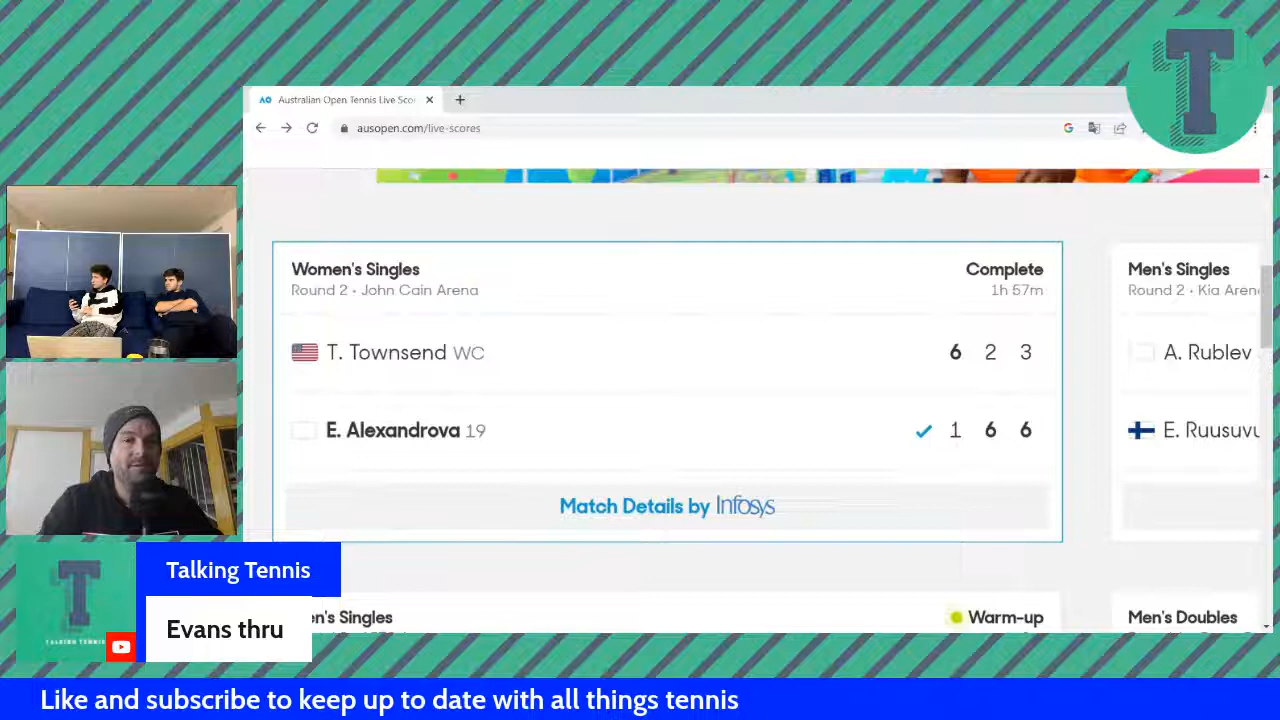 T
Australian Open Tennis Live Sco
ausopen.com/live-scores
Women's Singles
Complete
Round 2 • John Cain Arena
1h 57m
T. Townsend WC
6 2 3
E. Alexandrova 19
1 6 6
Match Details by Infosys
Men's Singles
Round 2 • Kia Aren
A. Rublev
E. Ruusuvu
en's Singles
Warm-up
Men's Doubles
T
TALKING TENNIS
Talking Tennis
Evans thru
Like and subscribe to keep up to date with all things tennis